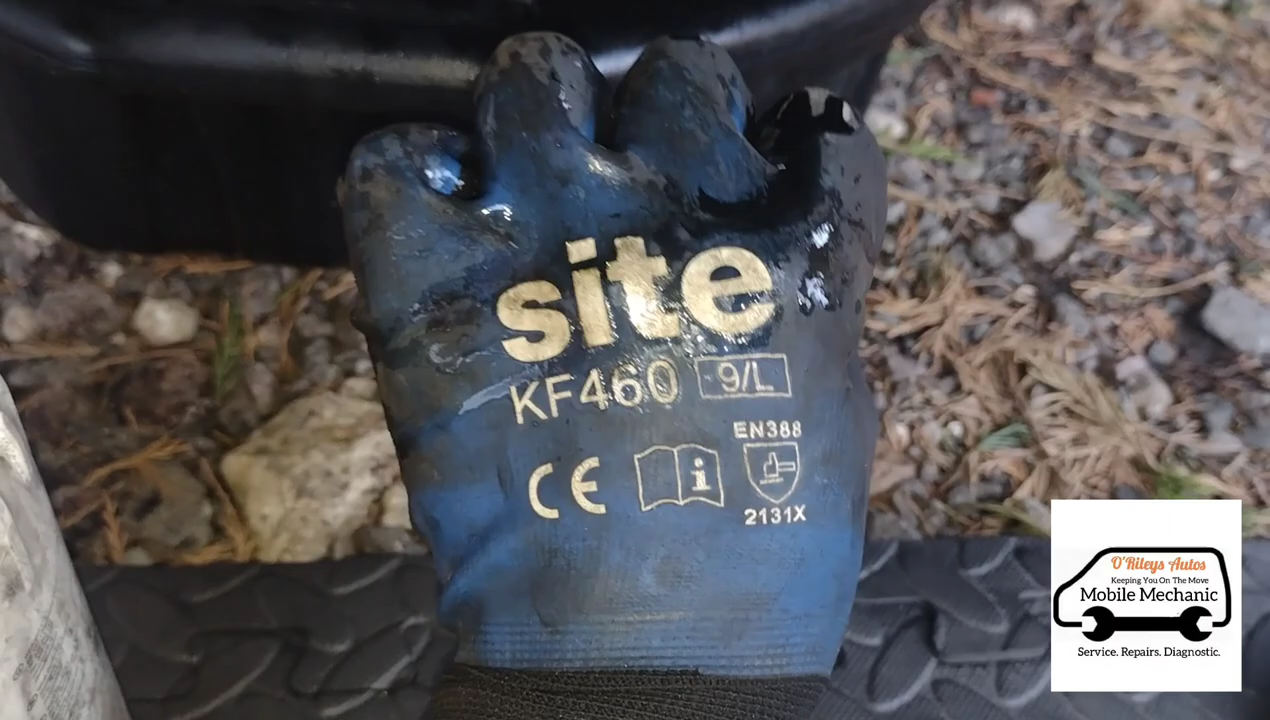 site
KF460 9/L
EN388
CE i
2131X
O'Rileys Autos
Keeping You On The Move
Mobile Mechanic
Service. Repairs. Diagnostic.